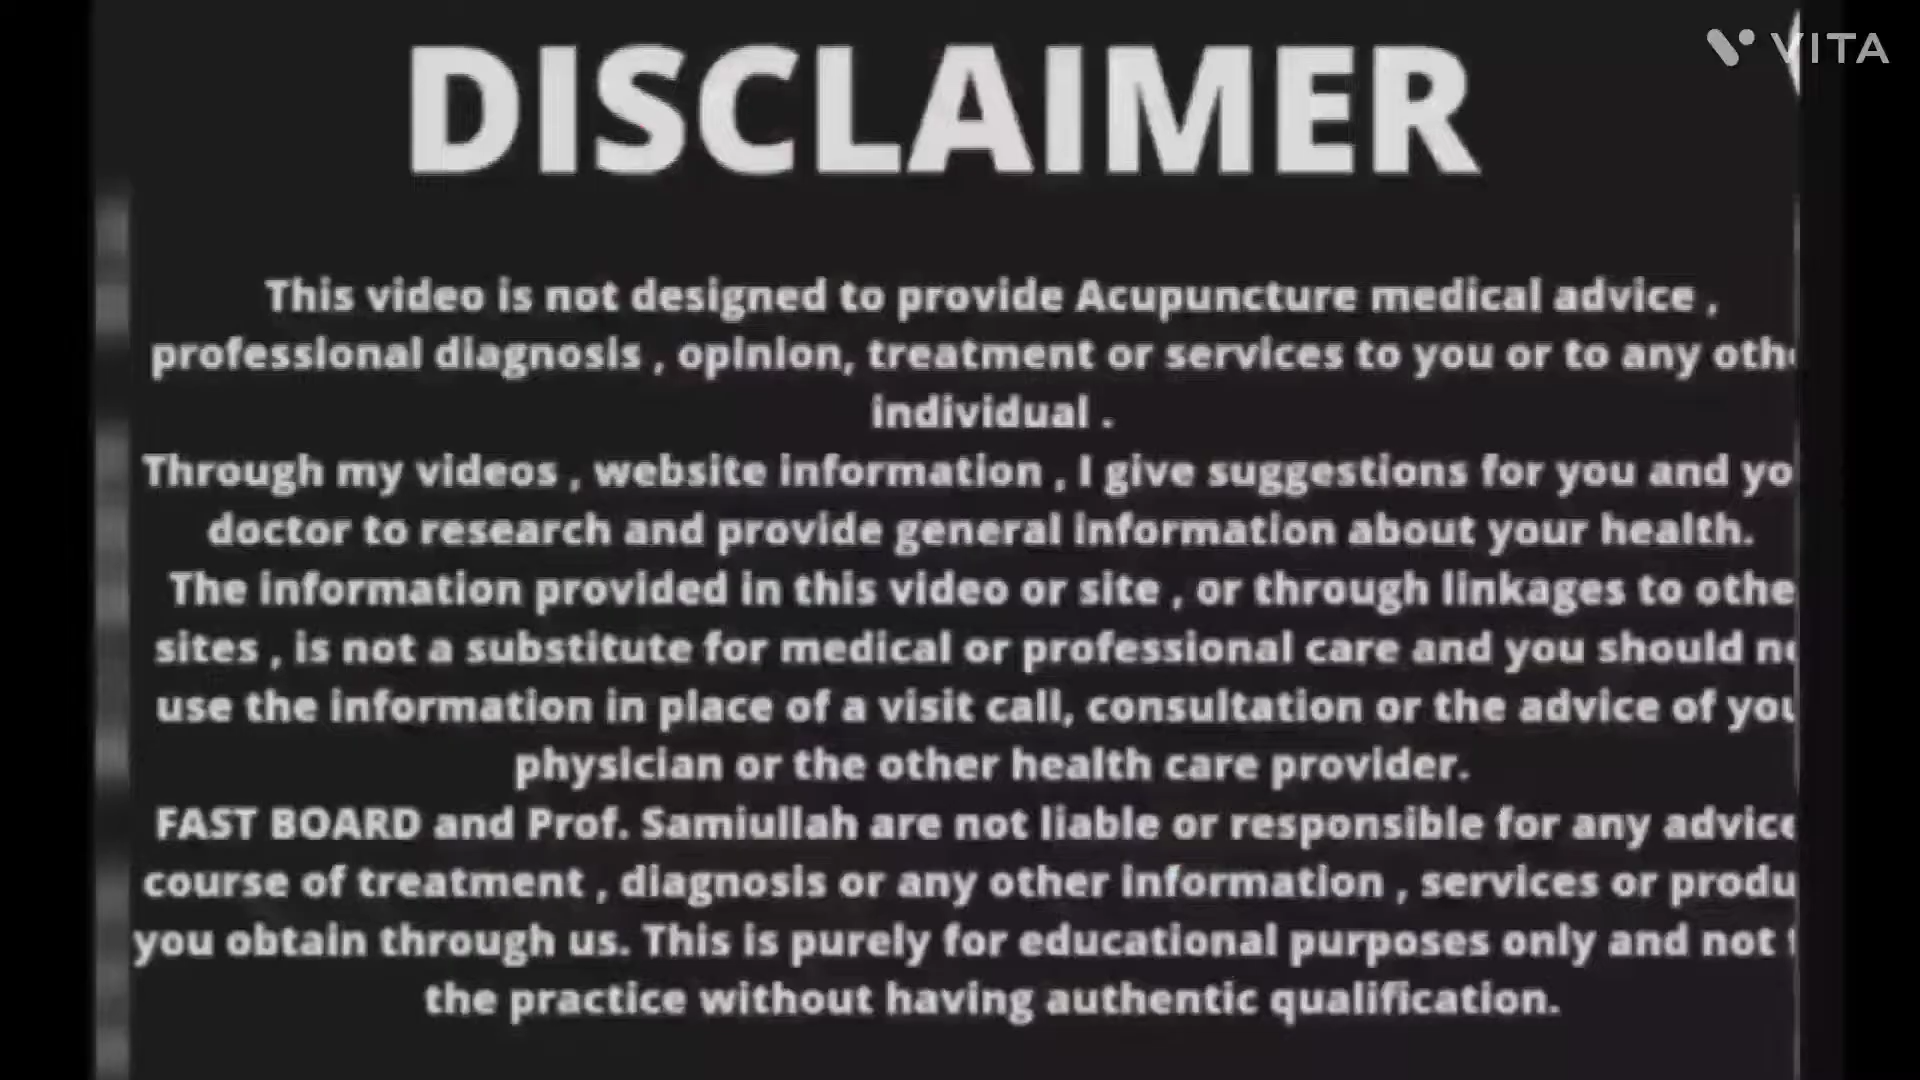 DISCLAIMER
VITA
This video is not designed to provide Acupuncture medical advice ,
professional diagnosis , opinion, treatment or services to you or to any oth
individual .
Through my videos , website information , I give suggestions for you and yo
doctor to research and provide general information about your health.
The information provided in this video or site , or through linkages to othe
sites , is not a substitute for medical or professional care and you should n
use the information in place of a visit call, consultation or the advice of you
physician or the other health care provider.
FAST BOARD and Prof. Samiullah are not liable or responsible for any advic
course of treatment , diagnosis or any other information , services or produ
you obtain through us. This is purely for educational purposes only and not
the practice without having authentic qualification.